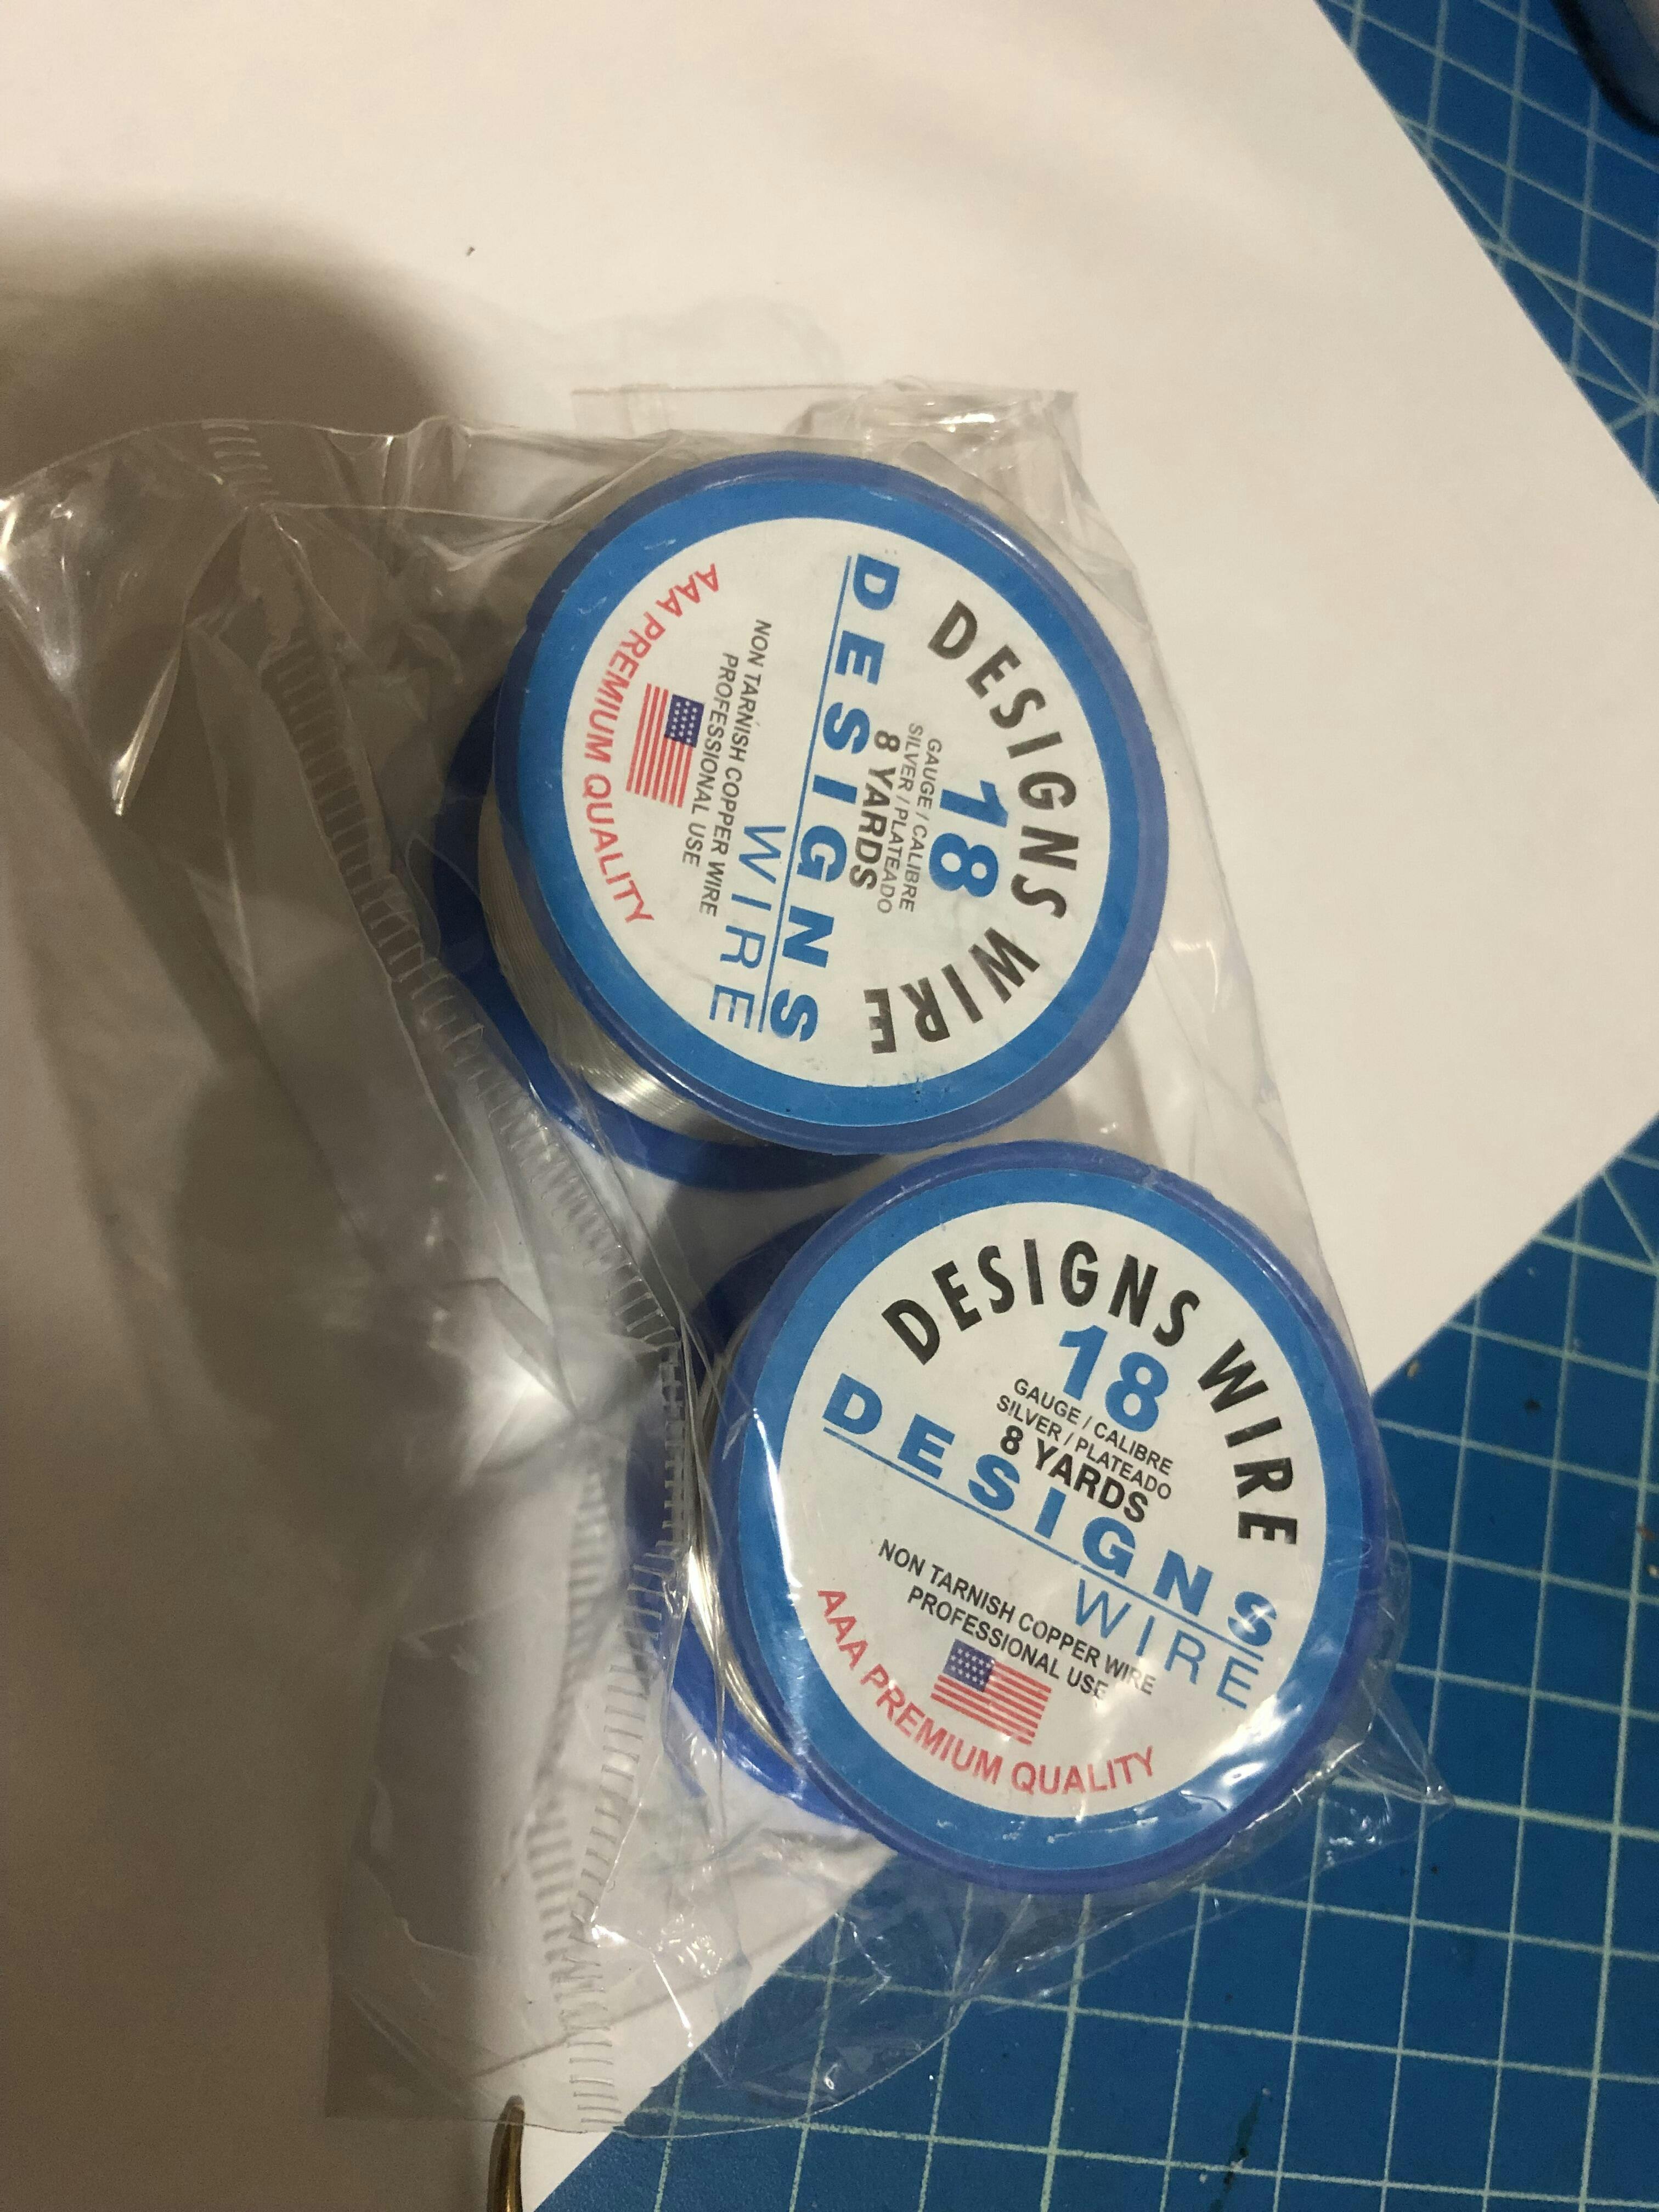 DESIGNS WIRE
18
GAUGE / CALIBRE
SILVER / PLATEADO
8 YARDS
DESIGNS
WIRE
NON TARNISH COPPER WIRE
PROFESSIONAL USE
AAA PREMIUM QUALITY
DESIGNS WIRE
18
GAUGE / CALIBRE
SILVER / PLATEADO
8 YARDS
DESIGNS
WIRE
NON TARNISH COPPER WIRE
PROFESSIONAL USE
AAA PREMIUM QUALITY